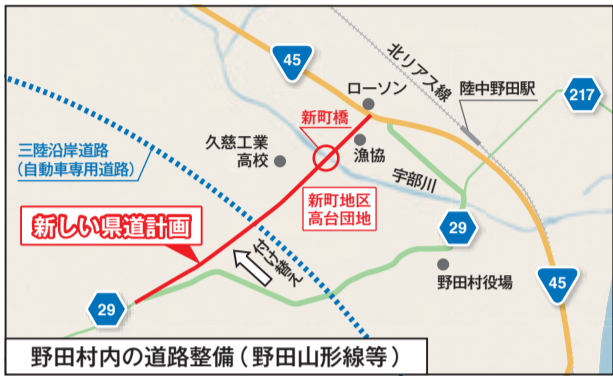 45
北リアス線
ローソン
陸中野田駅
217
新町橋
久慈工業
高校
漁協
三陸沿岸道路
(自動車専用道路)
宇部川
新町地区
高台団地
新しい県道計画
29
付け替え
野田村役場
29
45
野田村内の道路整備(野田山形線等)